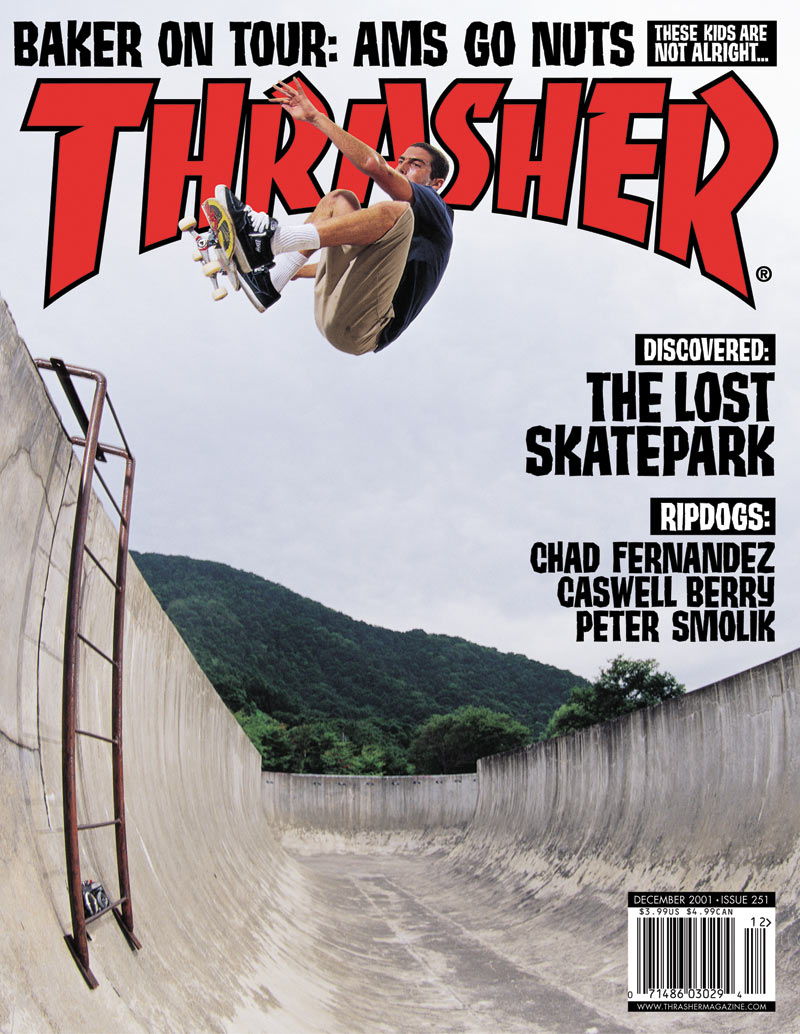 BAKER ON TOUR: AMS GO NUTS
THESE KIDS ARE
NOT ALRIGHT...
THRASHER
®
DISCOVERED:
THE LOST
SKATEPARK
RIPDOGS:
CHAD FERNANDEZ
CASWELL BERRY
PETER SMOLIK
DECEMBER 2001 • ISSUE 251
$3.99US $4.99CAN
12>
0 71486 03029 4
WWW.THRASHERMAGAZINE.COM